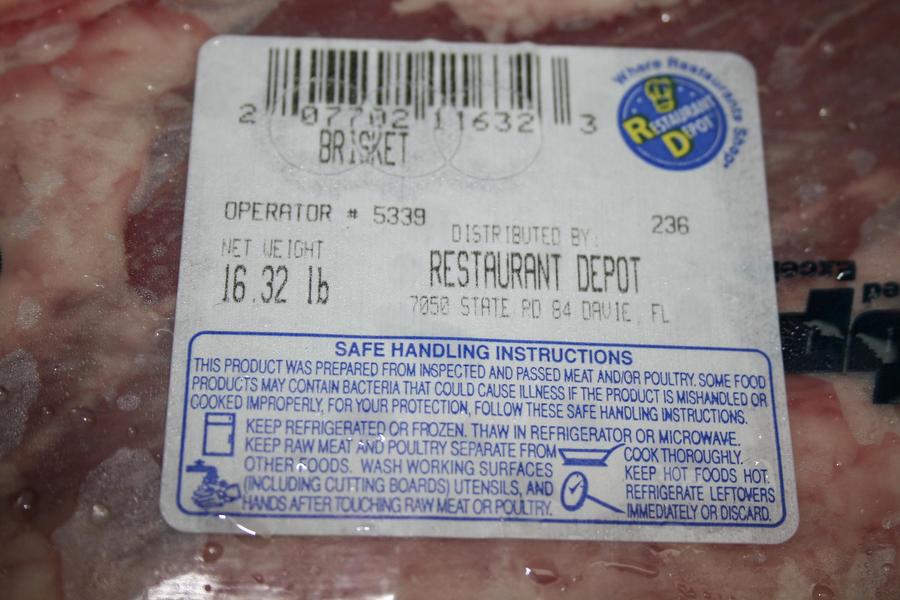 Where Restaurants Shop
RESTAURANT
DEPOT
2 07702 11632 3
BRISKET
OPERATOR # 5339
236
NET WEIGHT
16.32 lb
DISTRIBUTED BY:
RESTAURANT DEPOT
7050 STATE RD 84 DAVIE, FL
SAFE HANDLING INSTRUCTIONS
THIS PRODUCT WAS PREPARED FROM INSPECTED AND PASSED MEAT AND/OR POULTRY. SOME FOOD
PRODUCTS MAY CONTAIN BACTERIA THAT COULD CAUSE ILLNESS IF THE PRODUCT IS MISHANDLED OR
COOKED IMPROPERLY, FOR YOUR PROTECTION, FOLLOW THESE SAFE HANDLING INSTRUCTIONS.
KEEP REFRIGERATED OR FROZEN. THAW IN REFRIGERATOR OR MICROWAVE.
KEEP RAW MEAT AND POULTRY SEPARATE FROM
OTHER FOODS. WASH WORKING SURFACES
(INCLUDING CUTTING BOARDS) UTENSILS, AND
HANDS AFTER TOUCHING RAW MEAT OR POULTRY.
COOK THOROUGHLY.
KEEP HOT FOODS HOT.
REFRIGERATE LEFTOVERS
IMMEDIATELY OR DISCARD.